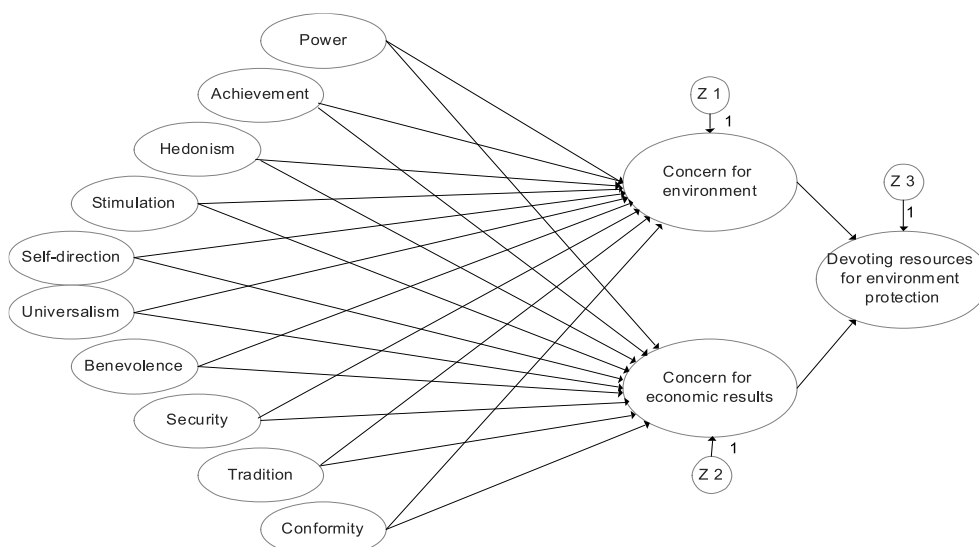 Power
Achievement
Hedonism
Stimulation
Self-direction
Universalism
Benevolence
Security
Tradition
Conformity
Z 1
1
Concern for
environment
Concern for
economic results
1
Z 2
Z 3
1
Devoting resources
for environment
protection